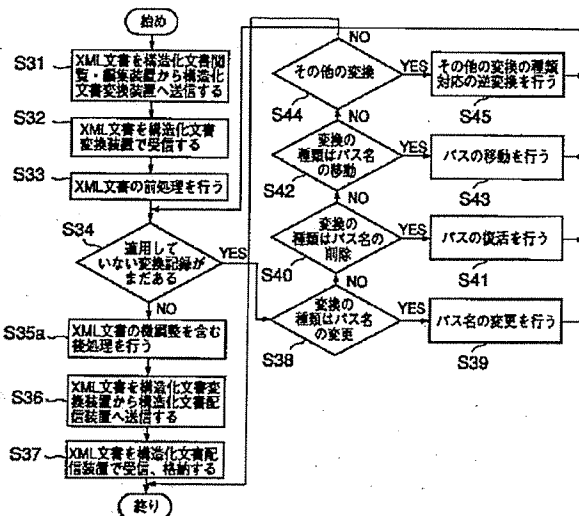 始め
S31
XML文書を構造化文書閲
覧・編集装置から構造化
文書変換装置へ送信する
S32
XML文書を構造化文書
変換装置で受信する
S33
XML文書の前処理を行う
S34
適用して
いない変換記録が
まだある
YES
NO
S35a
XML文書の微調整を含む
後処理を行う
S36
XML文書を構造化文書変
換装置から構造化文書配
信装置へ送信する
S37
XML文書を構造化文書配
信装置で受信、格納する
終り
NO
その他の変換
YES
S44
その他の変換の種類
対応の逆変換を行う
S45
NO
変換の
種類はパス名
の移動
YES
S42
パスの移動を行う
S43
NO
変換の
種類はパス名の
削除
YES
S40
パスの復活を行う
S41
NO
変換の
種類はパス名
の変更
YES
S38
パス名の変更を行う
S39